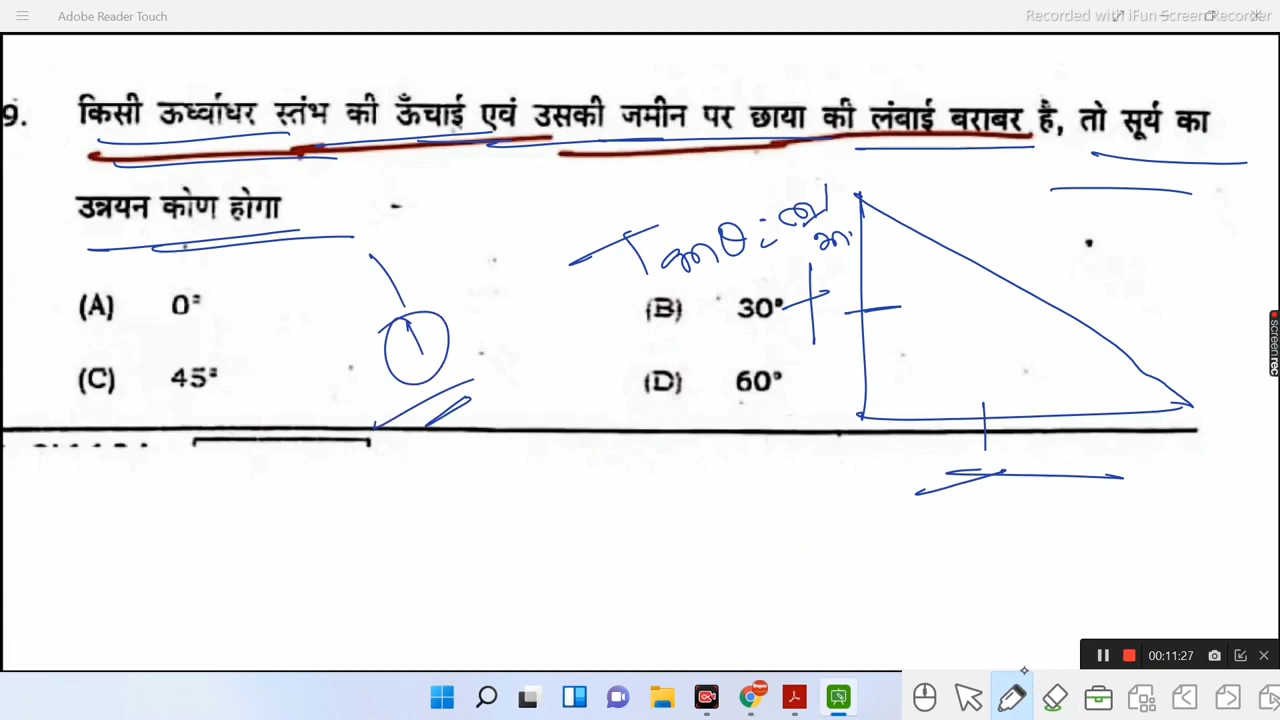 Adobe Reader Touch
Recorded with iFun Screen Recorder
9. किसी ऊर्ध्वाधर स्तंभ की ऊँचाई एवं उसकी जमीन पर छाया की लंबाई बराबर है, तो सूर्य का
उन्नयन कोण होगा
Tanθ =
(A) 0°
(B) 30°
(C) 45°
(D) 60°
screenrec
00:11:27